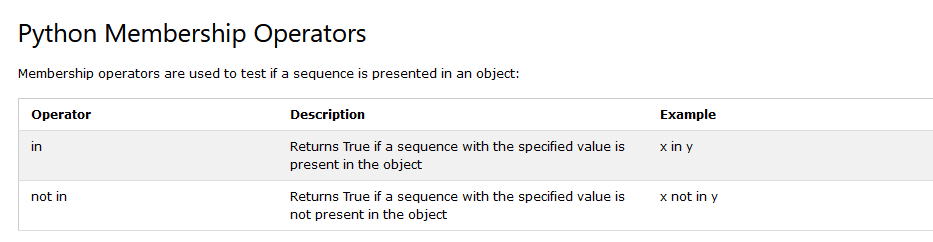 Python Membership Operators
Membership operators are used to test if a sequence is presented in an object:
Operator Description Example
in Returns True if a sequence with the specified value is x in y
present in the object
not in Returns True if a sequence with the specified value is x not in y
not present in the object